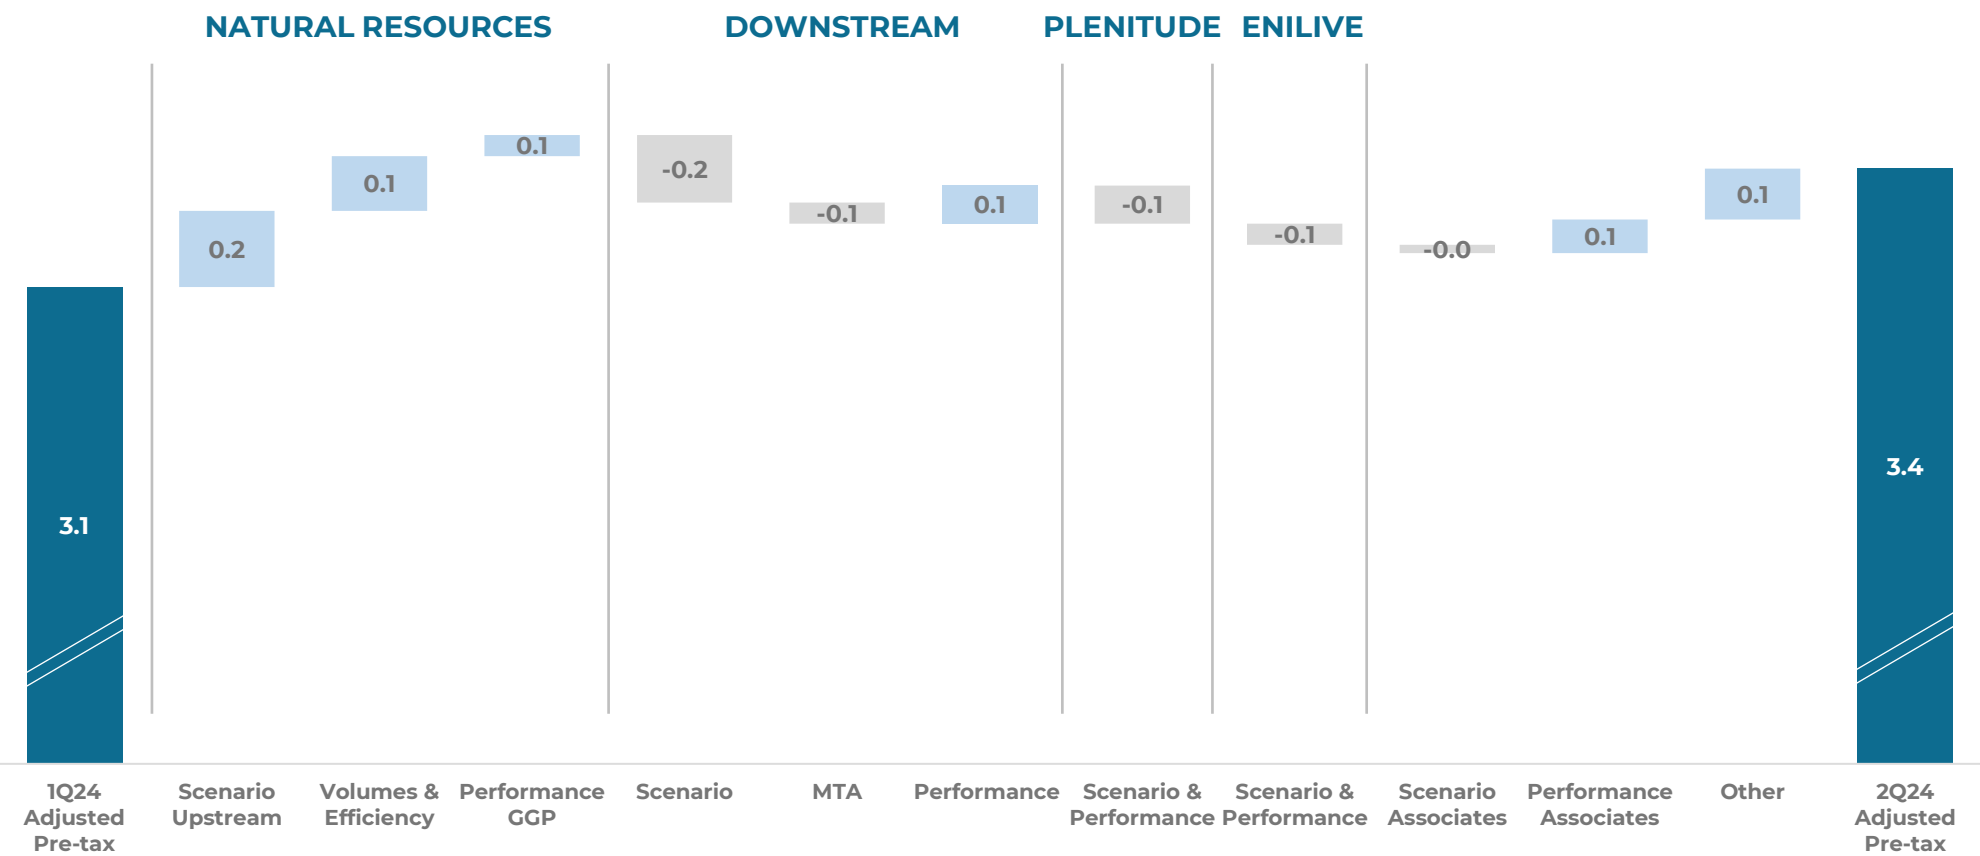 NATURAL RESOURCES
DOWNSTREAM
PLENITUDE
ENILIVE
3.1
0.2
0.1
0.1
-0.2
-0.1
0.1
-0.1
-0.1
-0.0
0.1
0.1
3.4
1Q24
Adjusted
Pre-tax
Scenario
Upstream
Volumes &
Efficiency
Performance
GGP
Scenario
MTA
Performance
Scenario &
Performance
Scenario &
Performance
Scenario
Associates
Performance
Associates
Other
2Q24
Adjusted
Pre-tax